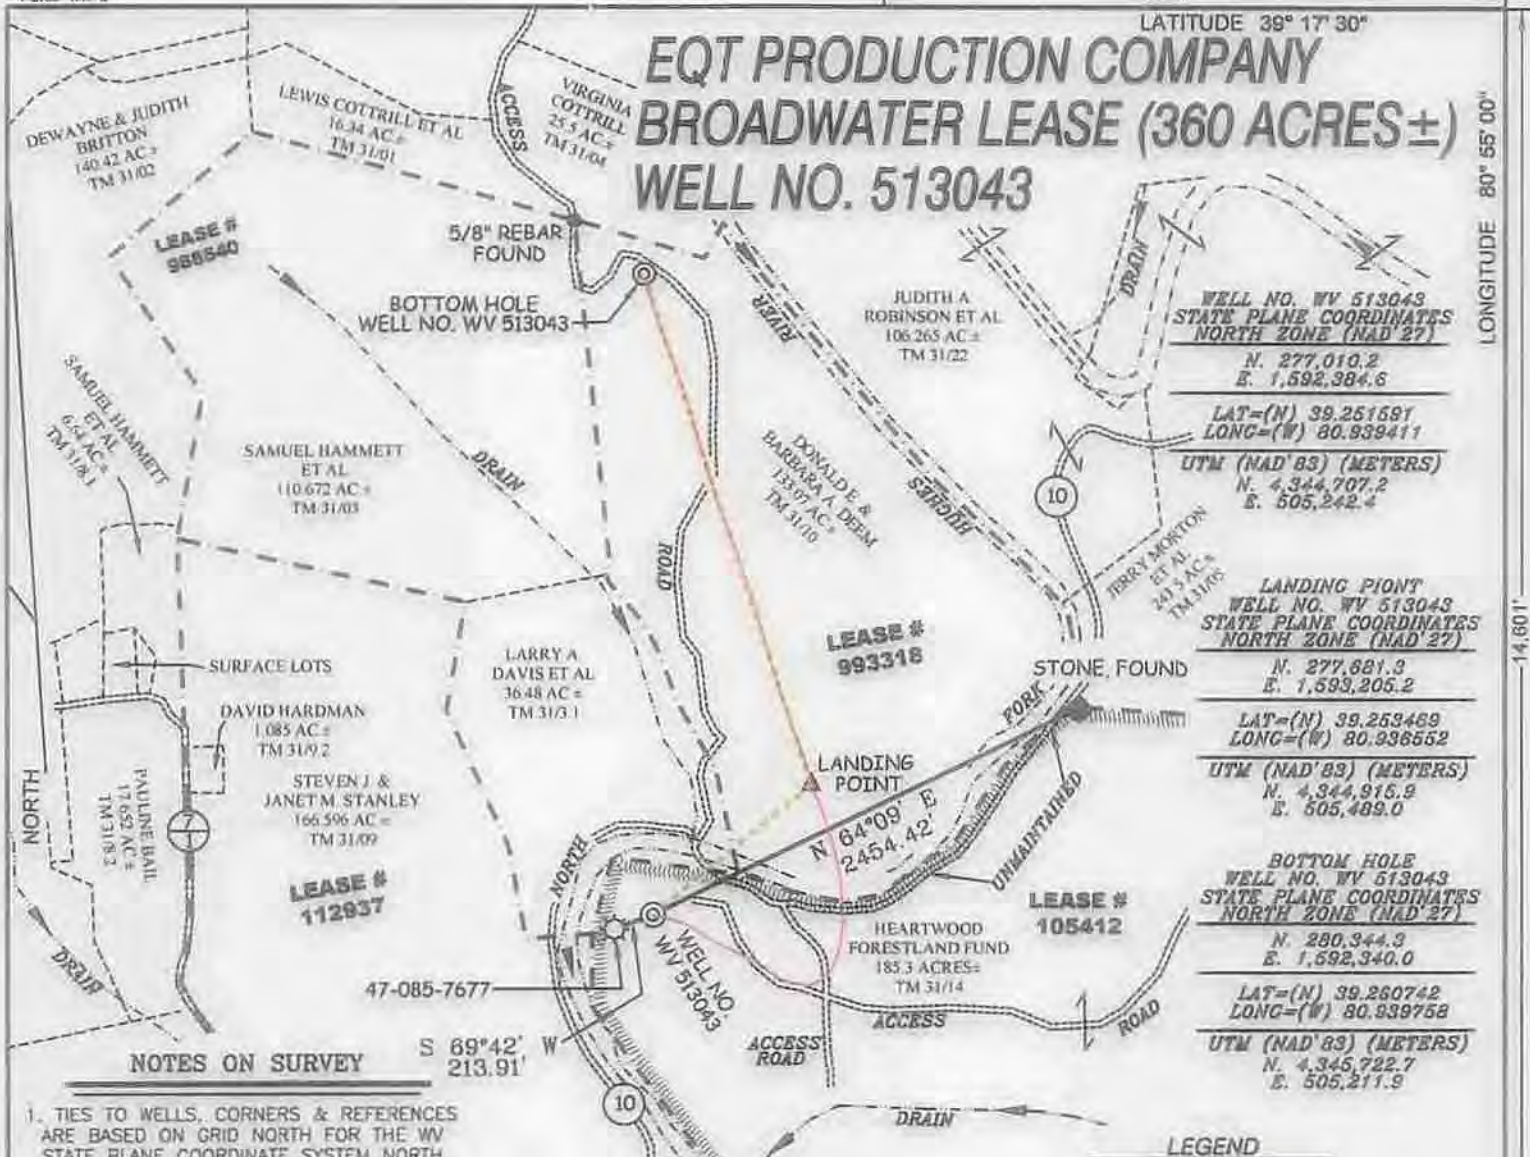 LATITUDE 39° 17' 30"
EQT PRODUCTION COMPANY
BROADWATER LEASE (360 ACRES±)
WELL NO. 513043
LONGITUDE 80° 55' 00"
14,601'
DEWAYNE & JUDITH
BRITTON
140.42 AC ±
TM 31/02
LEWIS COTTRILL ET AL
16.34 AC ±
TM 31/01
ACCESS
VIRGINIA
COTTRILL
25.5 AC ±
TM 31/04
LEASE #
988640
5/8" REBAR
FOUND
BOTTOM HOLE
WELL NO. WV 513043
RIVER
JUDITH A
ROBINSON ET AL
106.265 AC ±
TM 31/22
DRAIN
WELL NO. WV 513043
STATE PLANE COORDINATES
NORTH ZONE (NAD'27)
N. 277,010.2
E. 1,592,384.6
LAT=(N) 39.251591
LONG=(W) 80.939411
UTM (NAD'83) (METERS)
N. 4,344,707.2
E. 505,242.4
SAMUEL HAMMETT
ET AL
6.64 AC ±
TM 31/8.1
SAMUEL HAMMETT
ET AL
110.672 AC ±
TM 31/03
DRAIN
DONALD E &
BARBARA A. DEEM
133.07 AC ±
TM 31/10
HUGHES
10
ROAD
TERRY MORTON
ET AL
243.5 AC ±
TM 31/05
LANDING PIONT
WELL NO. WV 513043
STATE PLANE COORDINATES
NORTH ZONE (NAD'27)
N. 277,681.3
E. 1,593,205.2
LAT=(N) 39.253469
LONG=(W) 80.936552
UTM (NAD'83) (METERS)
N. 4,344,915.9
E. 505,489.0
LEASE #
993318
STONE, FOUND
SURFACE LOTS
LARRY A
DAVIS ET AL
36.48 AC ±
TM 31/3.1
FORK
DAVID HARDMAN
1.085 AC ±
TM 31/9.2
NORTH
PAULINE BAIL
17.652 AC ±
TM 31/8.2
STEVEN J. &
JANET M. STANLEY
166.596 AC ±
TM 31/09
7
1
LANDING
POINT
N 64°09' E
2454.42'
UNMAINTAINED
NORTH
LEASE #
112937
LEASE #
105412
BOTTOM HOLE
WELL NO. WV 513043
STATE PLANE COORDINATES
NORTH ZONE (NAD'27)
N. 280,344.3
E. 1,592,340.0
LAT=(N) 39.260742
LONG=(W) 80.939758
UTM (NAD'83) (METERS)
N. 4,345,722.7
E. 505,211.9
HEARTWOOD
FORESTLAND FUND
185.3 ACRES±
TM 31/14
WELL NO.
WV 513043
DRAIN
47-085-7677
ACCESS
ROAD
ACCESS
ROAD
S 69°42' W
213.91'
NOTES ON SURVEY
10
DRAIN
1. TIES TO WELLS, CORNERS & REFERENCES
ARE BASED ON GRID NORTH FOR THE WV
STATE PLANE COORDINATE SYSTEM NORTH
LEGEND